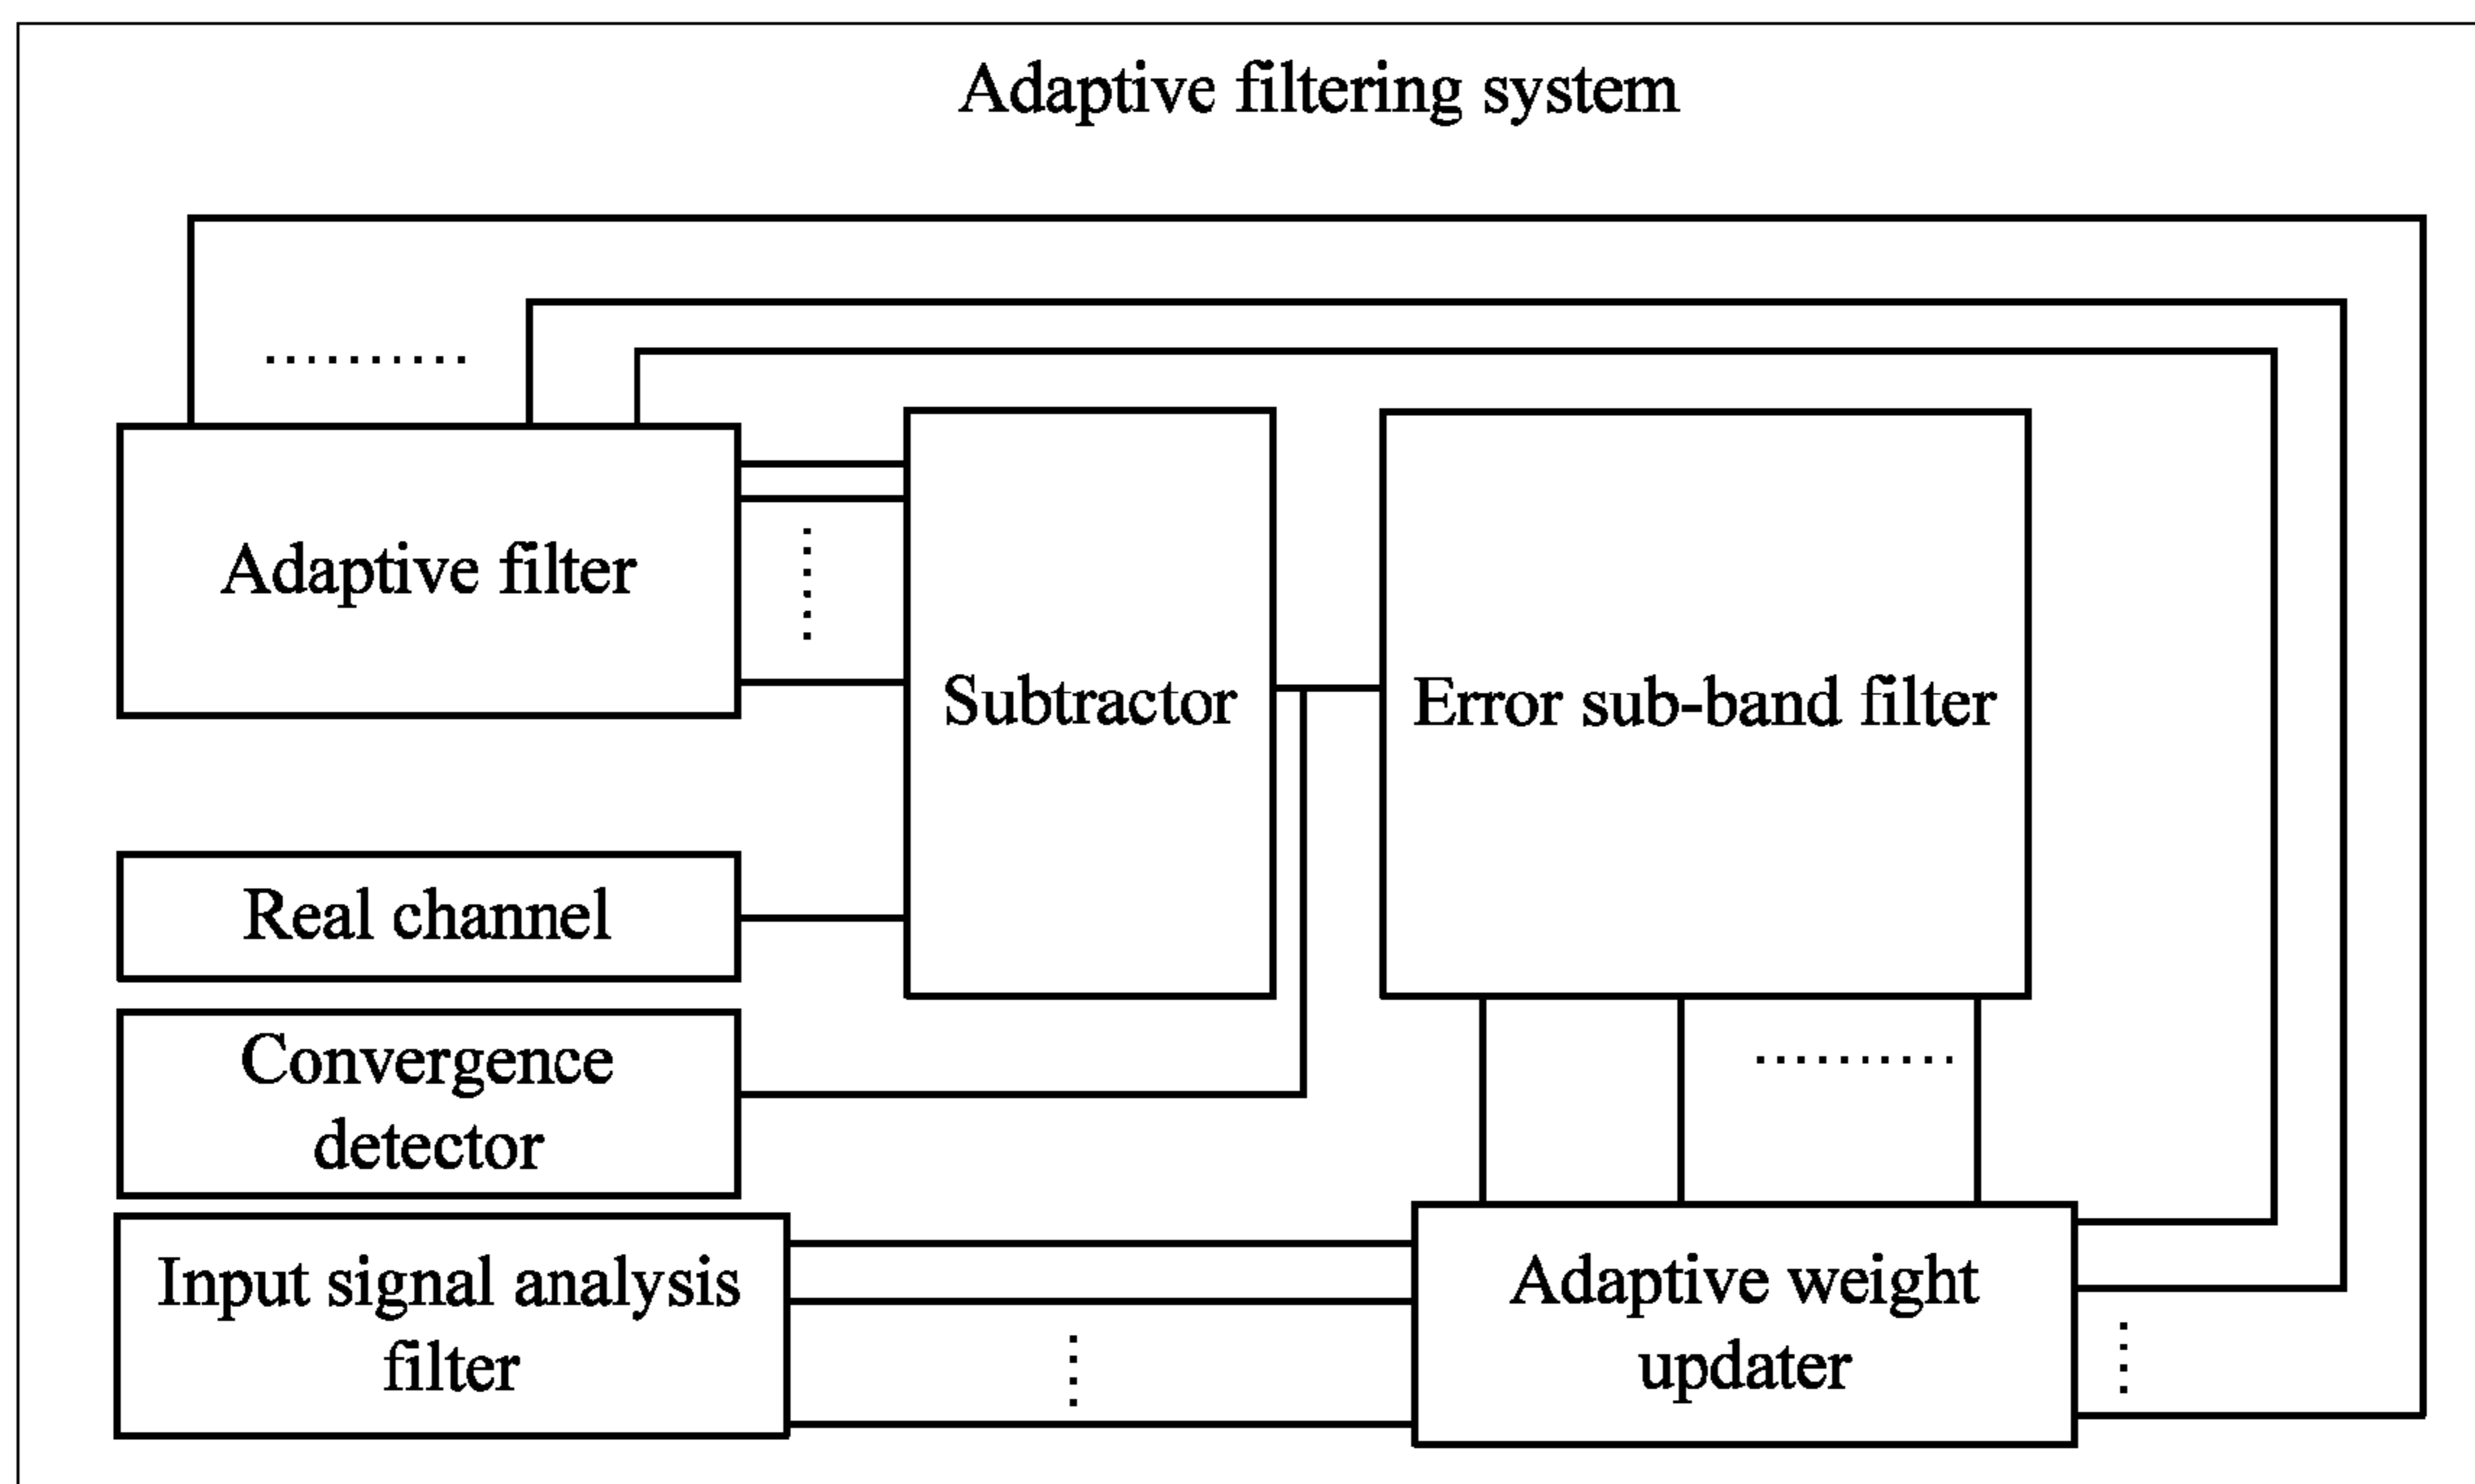 Adaptive filtering system
Adaptive filter
Subtractor
Error sub-band filter
Real channel
Convergence
detector
Input signal analysis
filter
Adaptive weight
updater